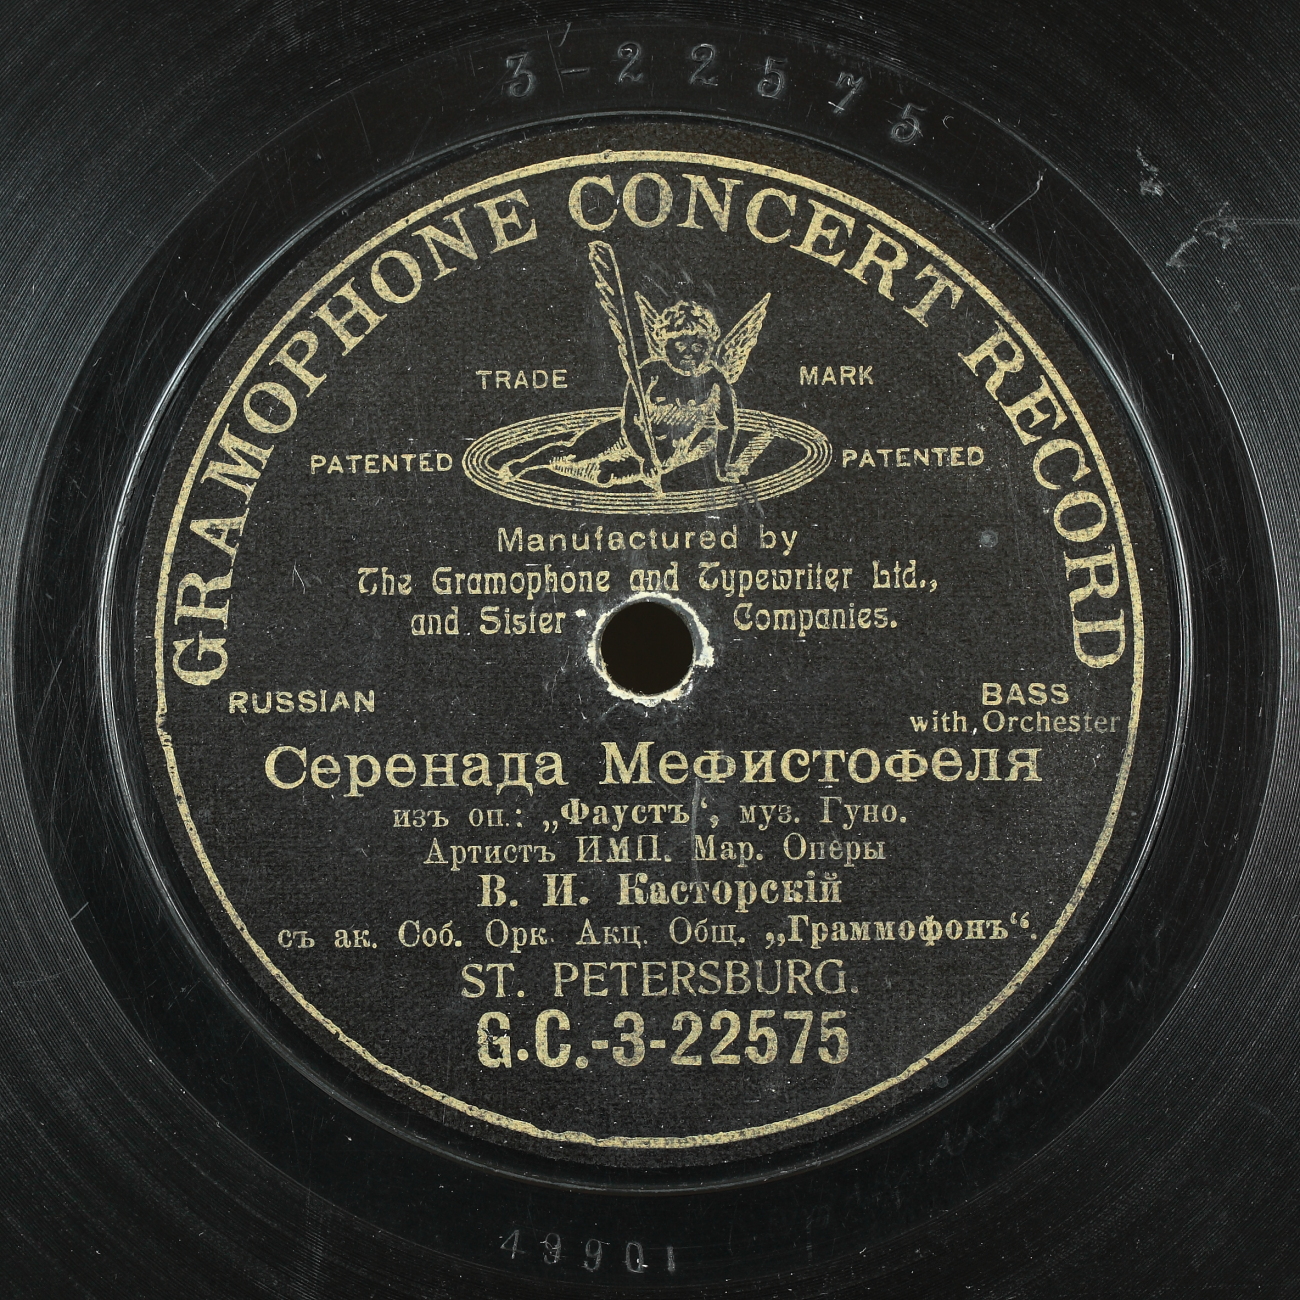 3-22575
GRAMOPHONE CONCERT RECORD
TRADE MARK
PATENTED PATENTED
Manufactured by
The Gramophone and Typewriter Ltd.,
and Sister Companies.
RUSSIAN
BASS
with Orchester
Серенада Мефистофеля
изъ оп.: „Фаустъ“, муз. Гуно.
Артистъ ИМП. Мар. Оперы
В. И. Касторскій
съ ак. Соб. Орк. Акц. Общ. „Граммофонъ“.
ST. PETERSBURG.
G.C.-3-22575
49901